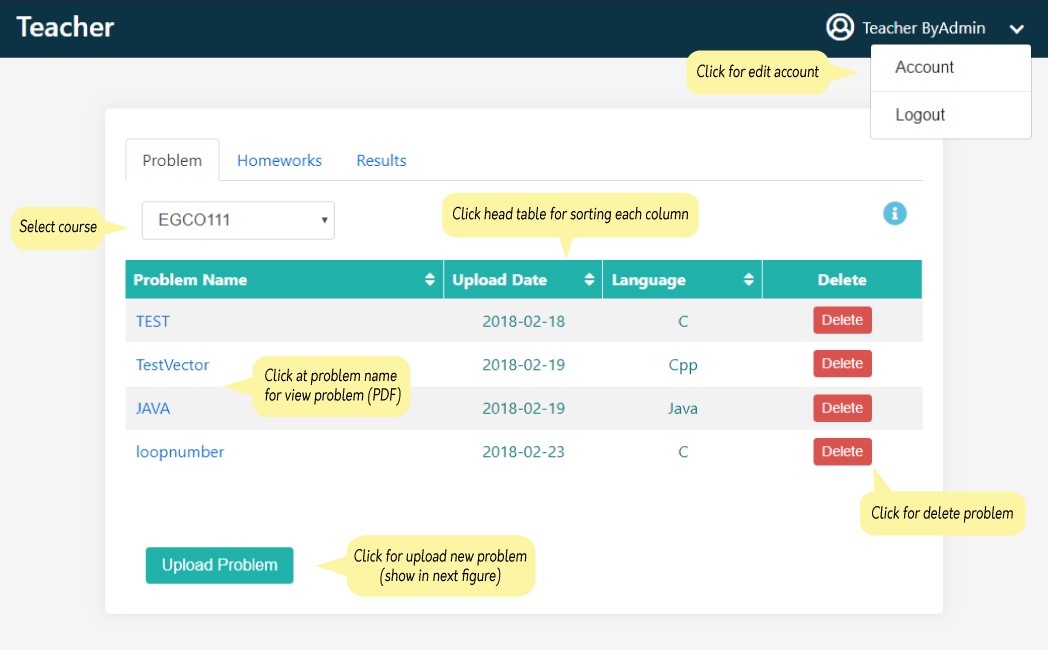 Teacher
Teacher ByAdmin
Click for edit account
Account
Logout
Problem Homeworks Results
Select course
EGCO111
Click head table for sorting each column
Problem Name Upload Date Language Delete
TEST 2018-02-18 C Delete
TestVector 2018-02-19 Cpp Delete
Click at problem name
for view problem (PDF)
JAVA 2018-02-19 Java Delete
loopnumber 2018-02-23 C Delete
Click for delete problem
Upload Problem
Click for upload new problem
(show in next figure)